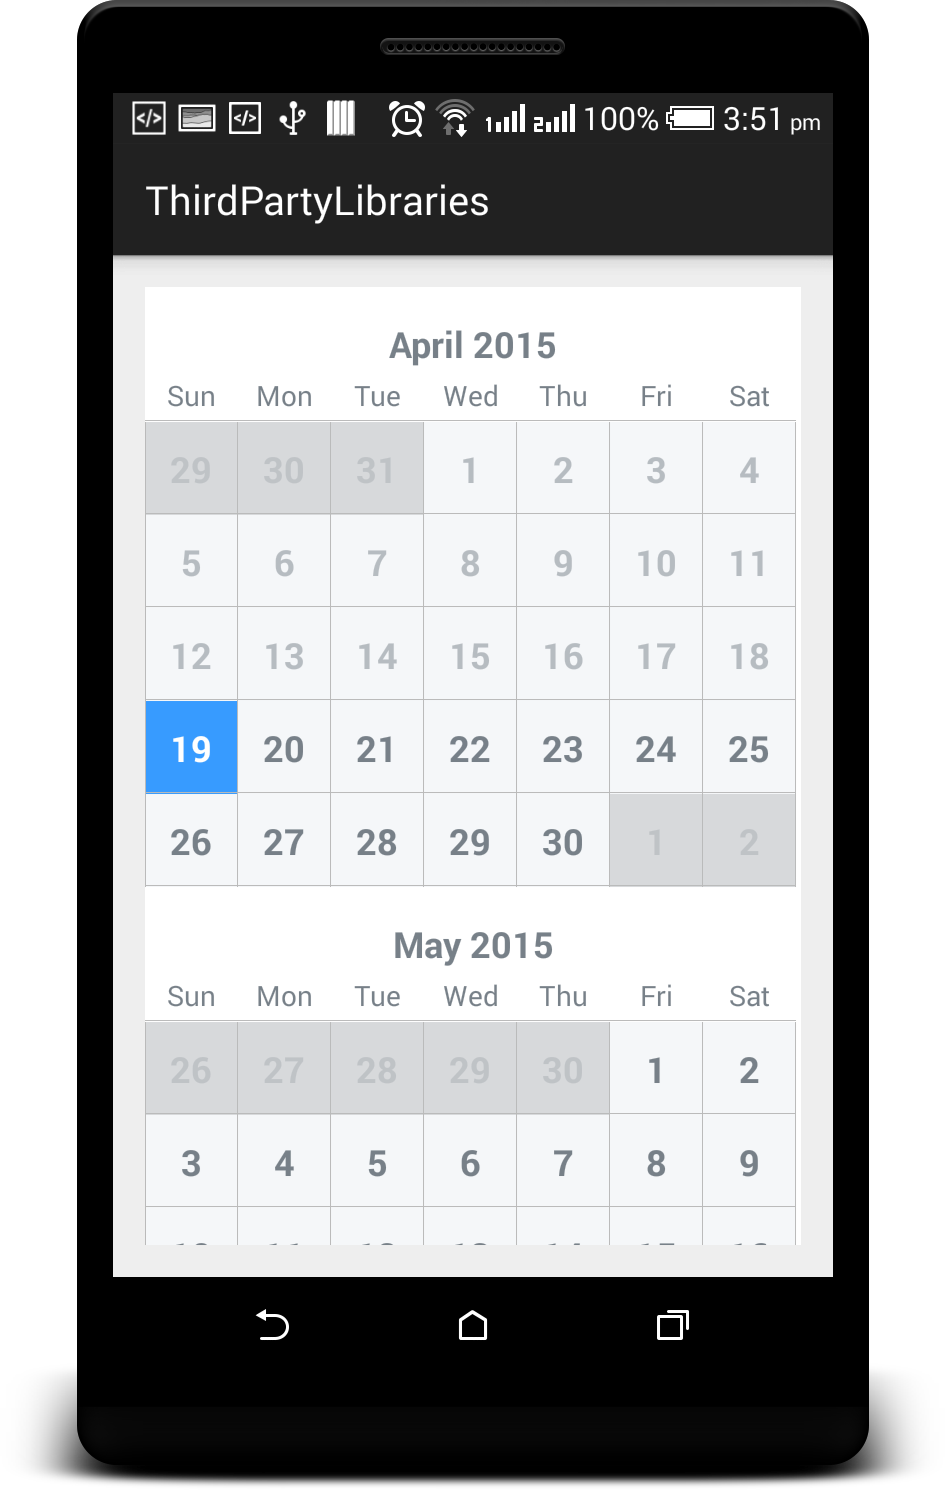 1 2 100% 3:51 pm
ThirdPartyLibraries
April 2015
Sun Mon Tue Wed Thu Fri Sat
29 30 31 1 2 3 4
5 6 7 8 9 10 11
12 13 14 15 16 17 18
19 20 21 22 23 24 25
26 27 28 29 30 1 2
May 2015
Sun Mon Tue Wed Thu Fri Sat
26 27 28 29 30 1 2
3 4 5 6 7 8 9